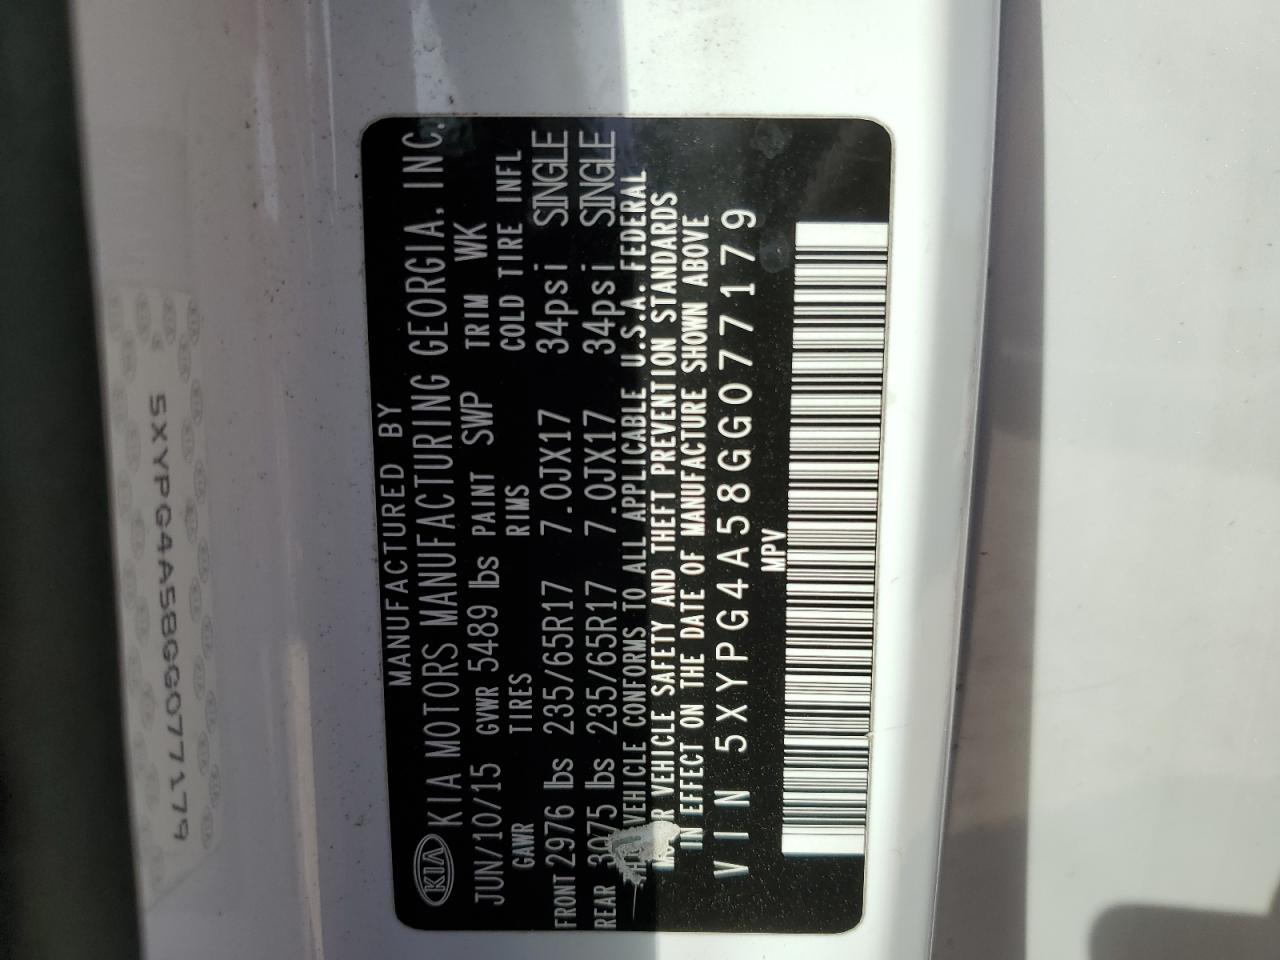 MANUFACTURED BY
KIA KIA MOTORS MANUFACTURING GEORGIA. INC.
JUN/10/15 GVWR 5489 lbs PAINT SWP TRIM WK
GAWR TIRES RIMS COLD TIRE INFL
FRONT 2976 lbs 235/65R17 7.0JX17 34psi SINGLE
REAR 3075 lbs 235/65R17 7.0JX17 34psi SINGLE
VEHICLE CONFORMS TO ALL APPLICABLE U.S.A. FEDERAL
VEHICLE SAFETY AND THEFT PREVENTION STANDARDS
IN EFFECT ON THE DATE OF MANUFACTURE SHOWN ABOVE
VIN 5XYPG4A58GG077179
MPV
5XYPG4A58GG077179